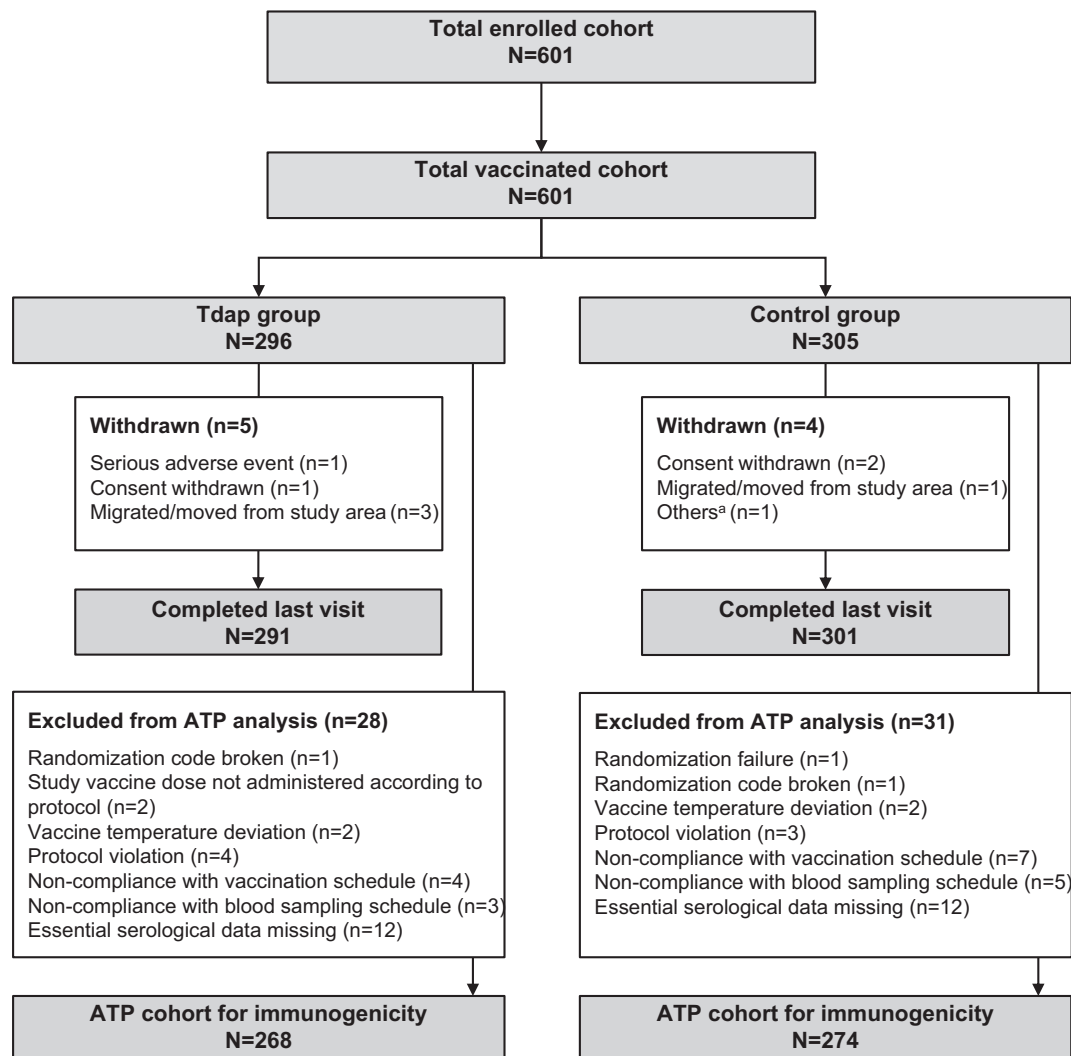 Total enrolled cohort
N=601
Total vaccinated cohort
N=601
Tdap group
N=296
Control group
N=305
Withdrawn (n=5)
Serious adverse event (n=1)
Consent withdrawn (n=1)
Migrated/moved from study area (n=3)
Withdrawn (n=4)
Consent withdrawn (n=2)
Migrated/moved from study area (n=1)
Othersᵃ (n=1)
Completed last visit
N=291
Completed last visit
N=301
Excluded from ATP analysis (n=28)
Randomization code broken (n=1)
Study vaccine dose not administered according to
protocol (n=2)
Vaccine temperature deviation (n=2)
Protocol violation (n=4)
Non-compliance with vaccination schedule (n=4)
Non-compliance with blood sampling schedule (n=3)
Essential serological data missing (n=12)
Excluded from ATP analysis (n=31)
Randomization failure (n=1)
Randomization code broken (n=1)
Vaccine temperature deviation (n=2)
Protocol violation (n=3)
Non-compliance with vaccination schedule (n=7)
Non-compliance with blood sampling schedule (n=5)
Essential serological data missing (n=12)
ATP cohort for immunogenicity
N=268
ATP cohort for immunogenicity
N=274